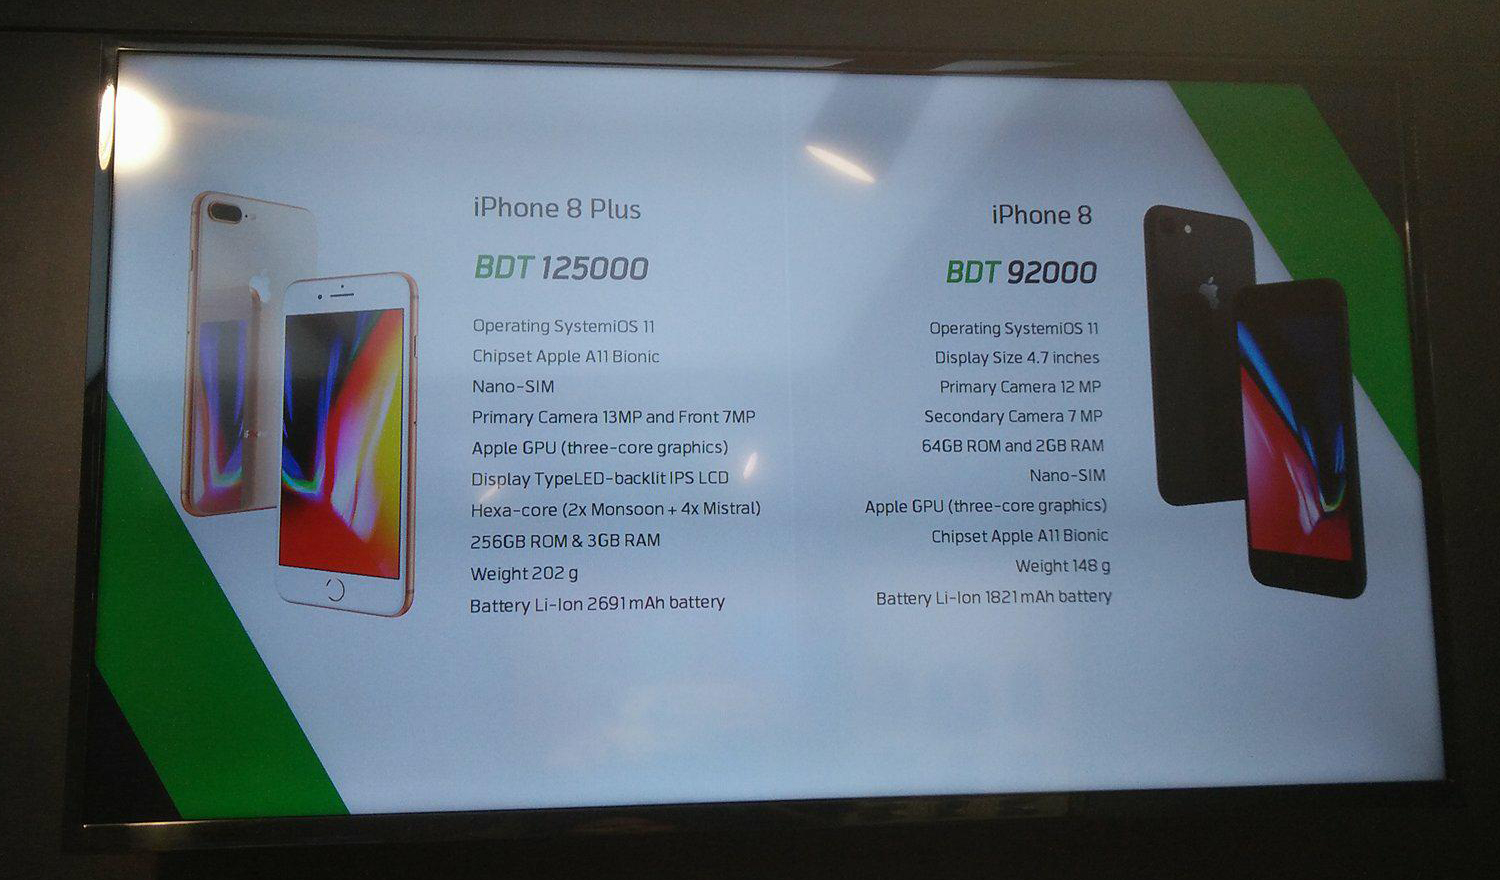 iPhone 8 Plus
BDT 125000
Operating SystemiOS 11
Chipset Apple A11 Bionic
Nano-SIM
Primary Camera 13MP and Front 7MP
Apple GPU (three-core graphics)
Display TypeLED-backlit IPS LCD
Hexa-core (2x Monsoon + 4x Mistral)
256GB ROM & 3GB RAM
Weight 202 g
Battery Li-Ion 2691 mAh battery
iPhone 8
BDT 92000
Operating SystemiOS 11
Display Size 4.7 inches
Primary Camera 12 MP
Secondary Camera 7 MP
64GB ROM and 2GB RAM
Nano-SIM
Apple GPU (three-core graphics)
Chipset Apple A11 Bionic
Weight 148 g
Battery Li-Ion 1821 mAh battery